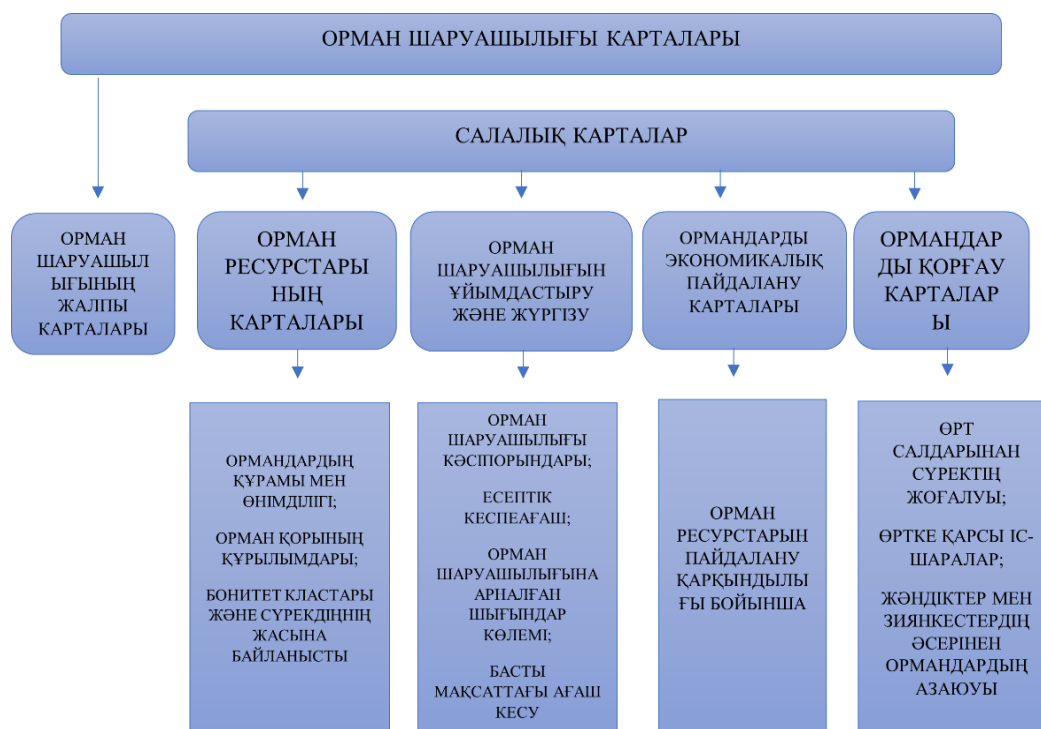 ОРМАН ШАРУАШЫЛЫҒЫ КАРТАЛАРЫ
САЛАЛЫҚ КАРТАЛАР
ОРМАН
ШАРУАШЫЛ
ЫҒЫНЫҢ
ЖАЛПЫ
КАРТАЛАРЫ
ОРМАН
РЕСУРСТАРЫ
НЫҢ
КАРТАЛАРЫ
ОРМАН
ШАРУАШЫЛЫҒЫН
ҰЙЫМДАСТЫРУ
ЖӘНЕ ЖҮРГІЗУ
ОРМАНДАРДЫ
ЭКОНОМИКАЛЫҚ
ПАЙДАЛАНУ
КАРТАЛАРЫ
ОРМАНДАР
ДЫ ҚОРҒАУ
КАРТАЛАР
Ы
ОРМАНДАРДЫҢ
ҚҰРАМЫ МЕН
ӨНІМДІЛІГІ;
ОРМАН ҚОРЫНЫҢ
ҚҰРЫЛЫМДАРЫ;
БОНИТЕТ КЛАСТАРЫ
ЖӘНЕ СҮРЕКДІҢНІҢ
ЖАСЫНА
БАЙЛАНЫСТЫ
ОРМАН
ШАРУАШЫЛЫҒЫ
КӘСІПОРЫНДАРЫ;
ЕСЕПТІК
КЕСПЕАҒАШ;
ОРМАН
ШАРУАШЫЛЫҒЫНА
АРНАЛҒАН
ШЫҒЫНДАР
КӨЛЕМІ;
БАСТЫ
МАҚСАТТАҒЫ АҒАШ
КЕСУ
ОРМАН
РЕСУРСТАРЫН
ПАЙДАЛАНУ
ҚАРҚЫНДЫЛЫ
ҒЫ БОЙЫНША
ӨРТ
САЛДАРЫНАН
СҮРЕКТІҢ
ЖОҒАЛУЫ;
ӨРТКЕ ҚАРСЫ ІС-
ШАРАЛАР;
ЖӘНДІКТЕР МЕН
ЗИЯНКЕСТЕРДІҢ
ӘСЕРІНЕН
ОРМАНДАРДЫҢ
АЗАЮУЫ